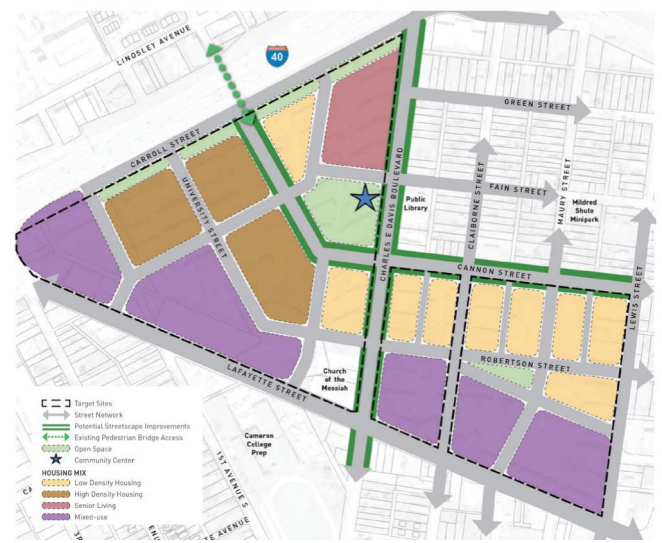 LINDSLEY AVENUE
40
GREEN STREET
CARROLL STREET
UNIVERSITY STREET
CHARLES E DAVIS BOULEVARD
Public
Library
FAIN STREET
CLAIBORNE STREET
MAURY STREET
Mildred
Shute
Minipark
CANNON STREET
LEWIS STREET
ROBERTSON STREET
LAFAYETTE STREET
Church
of the
Messiah
Cameron
College
Prep
1ST AVENUE S
Target Sites
Street Network
Potential Streetscape Improvements
Existing Pedestrian Bridge Access
Open Space
Community Center
HOUSING MIX
Low Density Housing
High Density Housing
Senior Living
Mixed-use